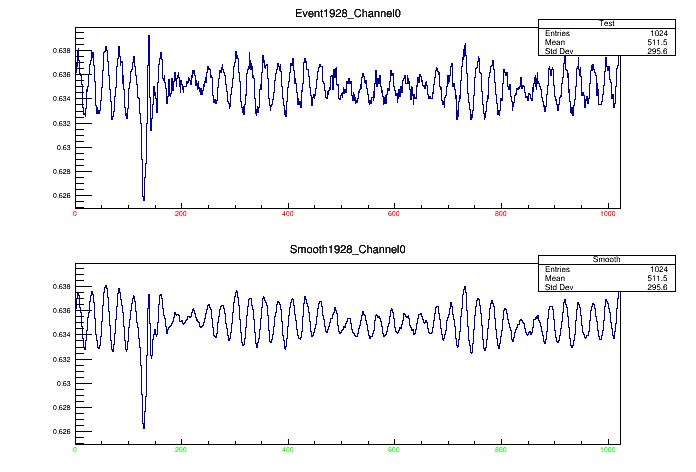 Event1928_Channel0
Test
Entries 1024
Mean 511.5
Std Dev 295.6
0.638
0.636
0.634
0.632
0.63
0.628
0.626
0 200 400 600 800 1000
Smooth1928_Channel0
Smooth
Entries 1024
Mean 511.5
Std Dev 295.6
0.638
0.636
0.634
0.632
0.63
0.628
0.626
0 200 400 600 800 1000